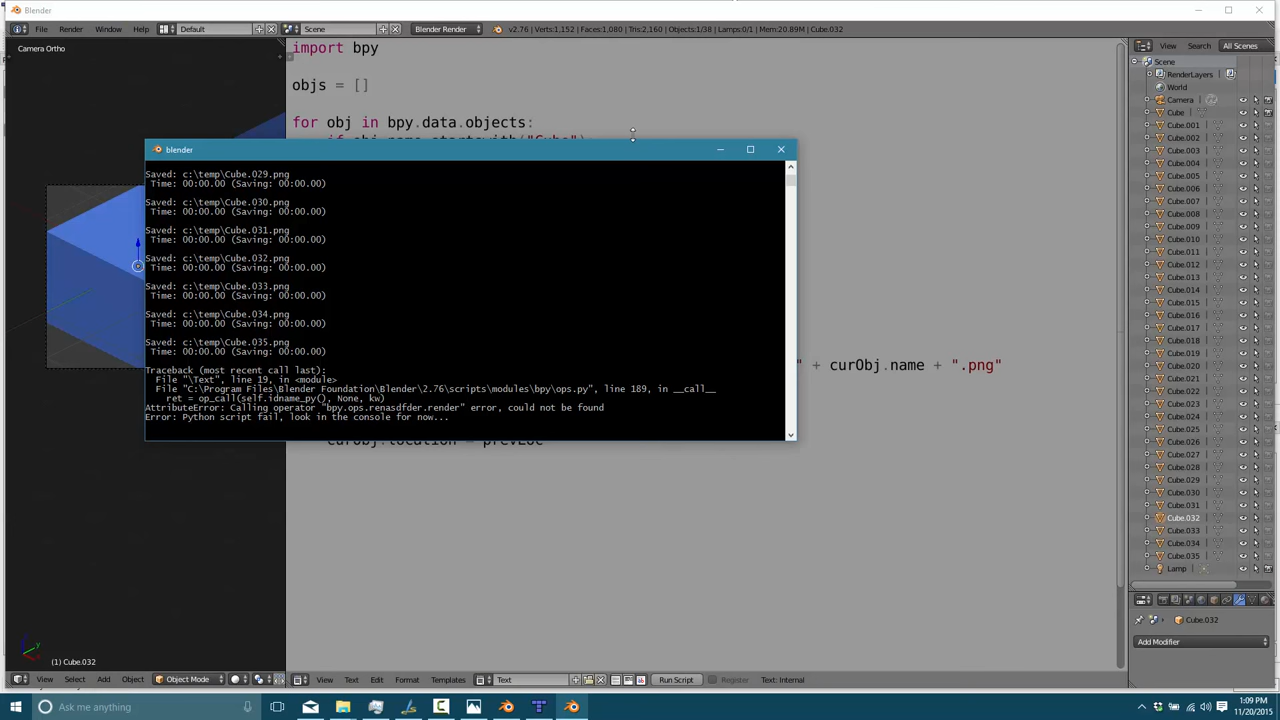 Blender
File Render Window Help Default Scene Blender Render v2.76 | Verts:1,152 | Faces:1,080 | Tris:2,160 | Objects:1/38 | Lamps:0/1 | Mem:20.89M | Cube.032
View Search All Scenes
Camera Ortho
import bpy
objs = []
for obj in bpy.data.objects:
if obj.name.startswith("Cube"):
blender
Saved: c:\temp\Cube.029.png
Time: 00:00.00 (Saving: 00:00.00)
Saved: c:\temp\Cube.030.png
Time: 00:00.00 (Saving: 00:00.00)
Saved: c:\temp\Cube.031.png
Time: 00:00.00 (Saving: 00:00.00)
Saved: c:\temp\Cube.032.png
Time: 00:00.00 (Saving: 00:00.00)
Saved: c:\temp\Cube.033.png
Time: 00:00.00 (Saving: 00:00.00)
Saved: c:\temp\Cube.034.png
Time: 00:00.00 (Saving: 00:00.00)
Saved: c:\temp\Cube.035.png
Time: 00:00.00 (Saving: 00:00.00)
Traceback (most recent call last):
File "\Text", line 19, in <module>
File "C:\Program Files\Blender Foundation\Blender\2.76\scripts\modules\bpy\ops.py", line 189, in __call__
ret = op_call(self.idname_py(), None, kw)
AttributeError: Calling operator "bpy.ops.renasdfder.render" error, could not be found
Error: Python script fail, look in the console for now...
" + curObj.name + ".png"
curObj.location = prevLoc
Scene
RenderLayers
World
Camera
Cube
Cube.001
Cube.002
Cube.003
Cube.004
Cube.005
Cube.006
Cube.007
Cube.008
Cube.009
Cube.010
Cube.011
Cube.012
Cube.013
Cube.014
Cube.015
Cube.016
Cube.017
Cube.018
Cube.019
Cube.020
Cube.021
Cube.022
Cube.023
Cube.024
Cube.025
Cube.026
Cube.027
Cube.028
Cube.029
Cube.030
Cube.031
Cube.032
Cube.033
Cube.034
Cube.035
Lamp
Cube.032
Add Modifier
(1) Cube.032
View Select Add Object Object Mode
View Text Edit Format Templates Text Run Script Register Text: Internal
Ask me anything
1:09 PM
11/20/2015